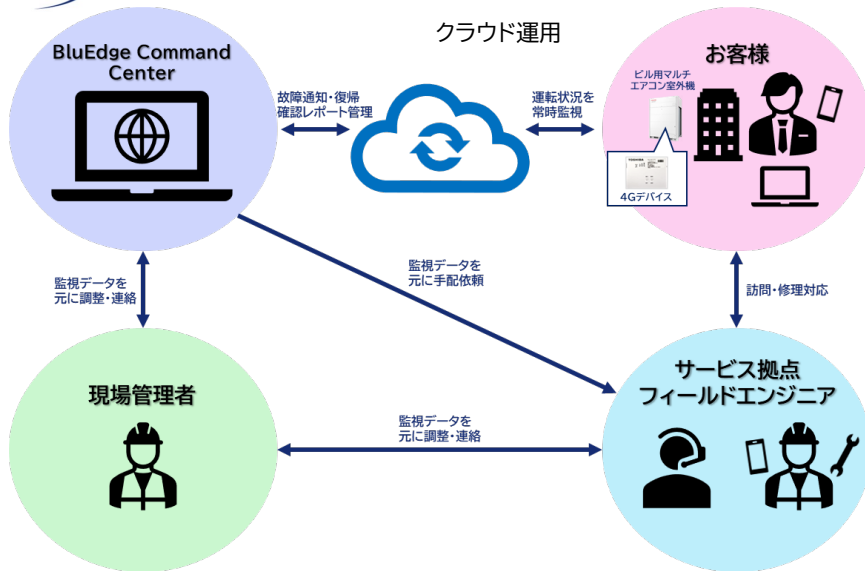 クラウド運用
BluEdge Command
Center
故障通知・復帰
確認レポート管理
運転状況を
常時監視
お客様
ビル用マルチ
エアコン室外機
TOSHIBA
4Gデバイス
監視データを
元に調整・連絡
監視データを
元に手配依頼
訪問・修理対応
現場管理者
監視データを
元に調整・連絡
サービス拠点
フィールドエンジニア